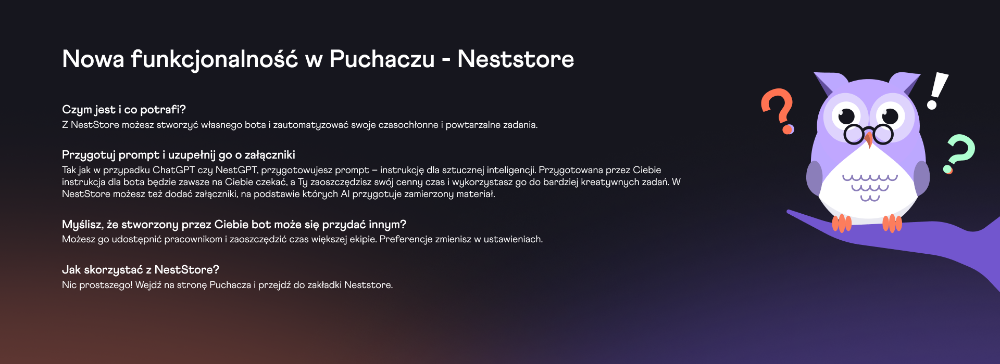 Nowa funkcjonalność w Puchaczu - Neststore
Czym jest i co potrafi?
Z NestStore możesz stworzyć własnego bota i zautomatyzować swoje czasochłonne i powtarzalne zadania.
Przygotuj prompt i uzupełnij go o załączniki
Tak jak w przypadku ChatGPT czy NestGPT, przygotowujesz prompt – instrukcję dla sztucznej inteligencji. Przygotowana przez Ciebie
instrukcja dla bota będzie zawsze na Ciebie czekać, a Ty zaoszczędzisz swój cenny czas i wykorzystasz go do bardziej kreatywnych zadań. W
NestStore możesz też dodać załączniki, na podstawie których AI przygotuje zamierzony materiał.
Myślisz, że stworzony przez Ciebie bot może się przydać innym?
Możesz go udostępnić pracownikom i zaoszczędzić czas większej ekipie. Preferencje zmienisz w ustawieniach.
Jak skorzystać z NestStore?
Nic prostszego! Wejdź na stronę Puchacza i przejdź do zakładki Neststore.